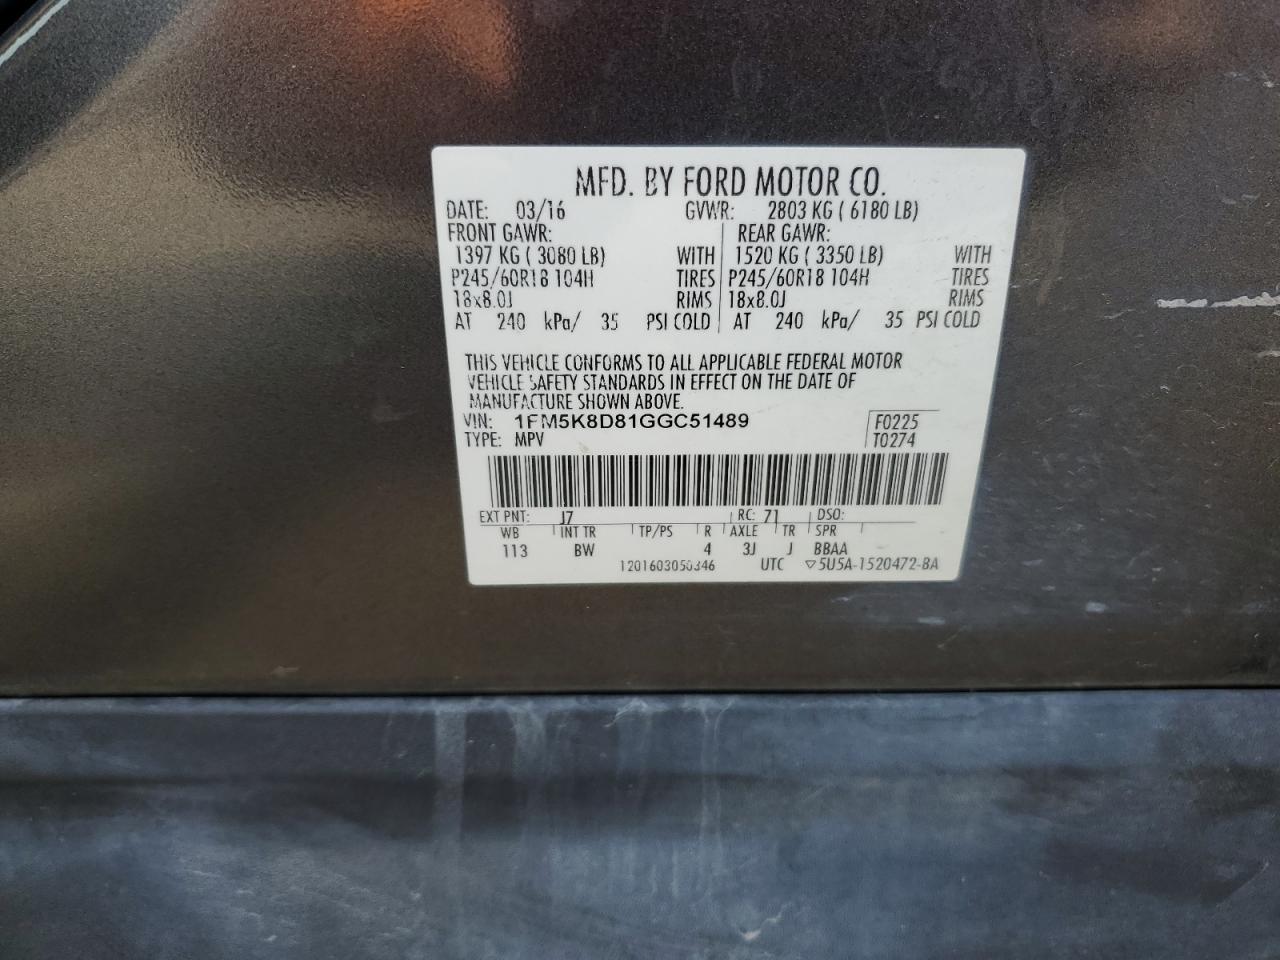 MFD. BY FORD MOTOR CO.
DATE: 03/16 GVWR: 2803 KG ( 6180 LB)
FRONT GAWR: REAR GAWR:
1397 KG ( 3080 LB) WITH 1520 KG ( 3350 LB) WITH
P245/60R18 104H TIRES P245/60R18 104H TIRES
18x8.0J RIMS 18x8.0J RIMS
AT 240 kPa/ 35 PSI COLD AT 240 kPa/ 35 PSI COLD
THIS VEHICLE CONFORMS TO ALL APPLICABLE FEDERAL MOTOR
VEHICLE SAFETY STANDARDS IN EFFECT ON THE DATE OF
MANUFACTURE SHOWN ABOVE.
VIN: 1FM5K8D81GGC51489 F0225
TYPE: MPV T0274
EXT PNT: J7 RC: 71 DSO:
WB INT TR TP/PS R AXLE TR SPR
113 BW 4 3J J BBAA
1201603050346 UTC ▽5U5A-1520472-BA